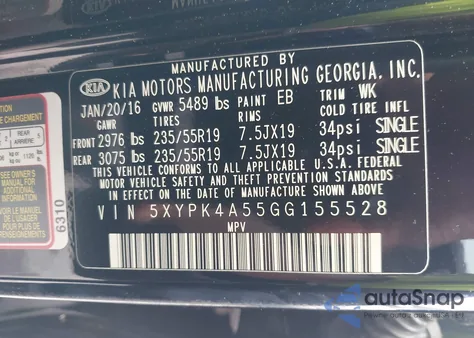 MANUFACTURED BY
KIA KIA MOTORS MANUFACTURING GEORGIA, INC.
JAN/20/16 GVWR 5489 lbs PAINT EB TRIM WK
GAWR TIRES RIMS COLD TIRE INFL
FRONT 2976 lbs 235/55R19 7.5JX19 34psi SINGLE
REAR 3075 lbs 235/55R19 7.5JX19 34psi SINGLE
THIS VEHICLE CONFORMS TO ALL APPLICABLE U.S.A. FEDERAL
MOTOR VEHICLE SAFETY AND THEFT PREVENTION STANDARDS IN
EFFECT ON THE DATE OF MANUFACTURE SHOWN ABOVE.
VIN 5XYPK4A55GG155528
MPV
6310
autoSnap